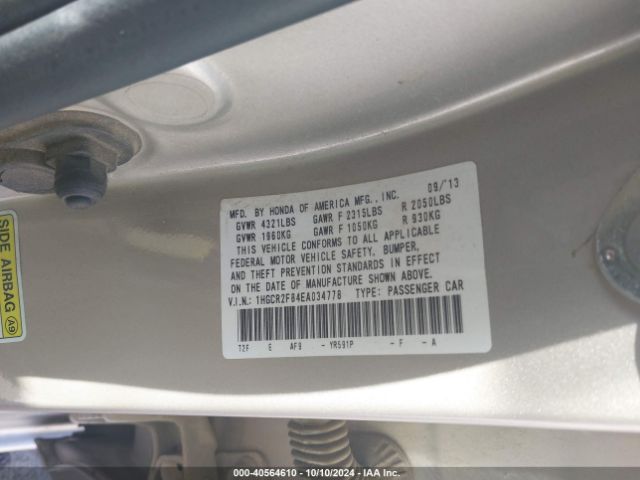 MFD. BY HONDA OF AMERICA MFG., INC. 09/'13
GVWR 4321LBS GAWR F 2315LBS R 2050LBS
GVWR 1960KG GAWR F 1050KG R 930KG
THIS VEHICLE CONFORMS TO ALL APPLICABLE
FEDERAL MOTOR VEHICLE SAFETY, BUMPER,
AND THEFT PREVENTION STANDARDS IN EFFECT
ON THE DATE OF MANUFACTURE SHOWN ABOVE.
V.I.N.: 1HGCR2F84EA034778 TYPE: PASSENGER CAR
T2F E AF9 - YR591P - F - A
SIDE AIRBAG A9
000-40564610 | 10/10/2024 | IAA Inc.